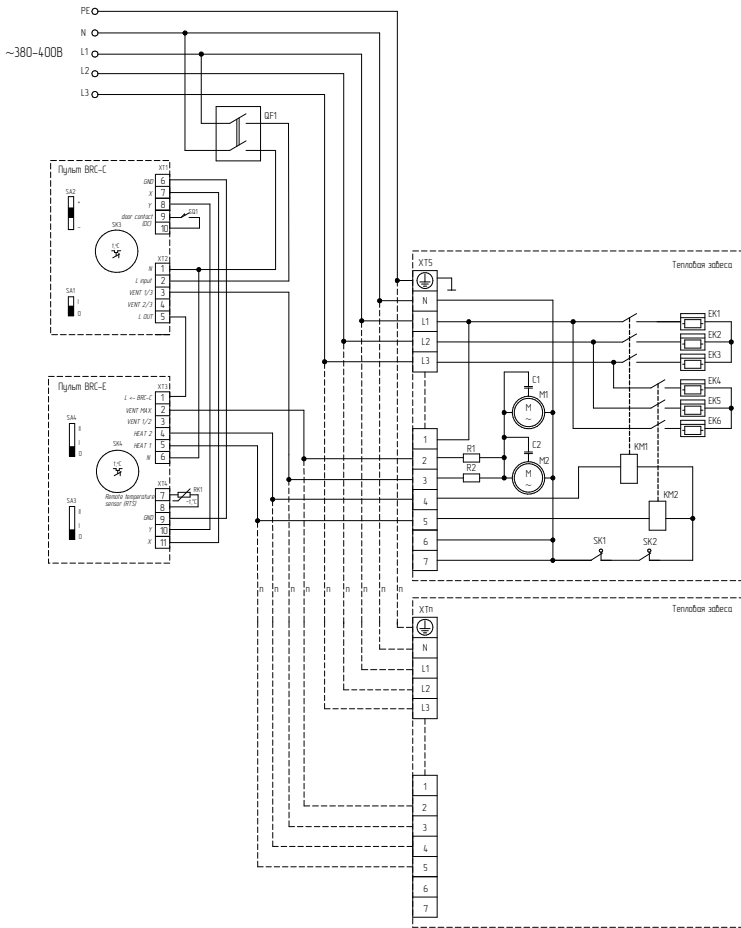 PE
N
~380-400В
L1
L2
L3
QF1
Пульт BRC-C
XT1
SA2
+
-
GND 6
X 7
Y 8
door contact (DC) 9
10
SQ1
SK3
t,°C
XT2
N 1
L input 2
VENT 1/3 3
VENT 2/3 4
L OUT 5
SA1
I
0
Пульт BRC-E
XT3
L <- BRC-C 1
VENT MAX 2
VENT 1/2 3
HEAT 2 4
HEAT 1 5
N 6
SA4
II
I
0
SK4
t,°C
XT4
Remote temperature sensor (RTS)
7
8
RK1
-t,°C
GND 9
Y 10
X 11
SA3
II
I
0
n n n n n n n n
XT5
Тепловая завеса
N
L1
L2
L3
1
2
3
4
5
6
7
EK1
EK2
EK3
EK4
EK5
EK6
C1
M1
M
~
C2
M2
M
~
R1
R2
KM1
KM2
SK1
SK2
XTn
Тепловая завеса
N
L1
L2
L3
1
2
3
4
5
6
7